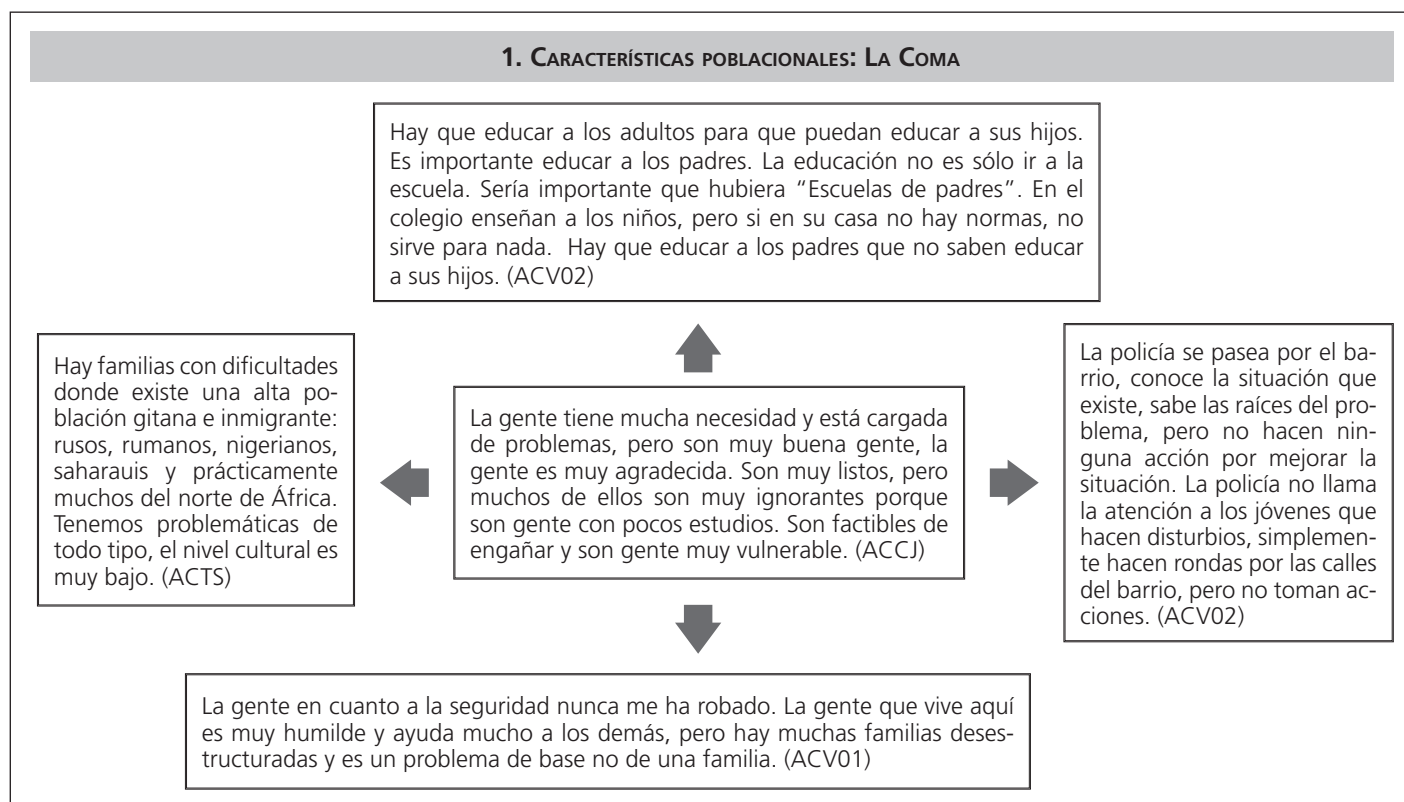 1. Características poblacionales: La Coma
Hay que educar a los adultos para que puedan educar a sus hijos.
Es importante educar a los padres. La educación no es sólo ir a la
escuela. Sería importante que hubiera “Escuelas de padres”. En el
colegio enseñan a los niños, pero si en su casa no hay normas, no
sirve para nada.  Hay que educar a los padres que no saben educar
a sus hijos. (ACV02)
Hay familias con dificultades
donde existe una alta po-
blación gitana e inmigrante:
rusos, rumanos, nigerianos,
saharauis y prácticamente
muchos del norte de África.
Tenemos problemáticas de
todo tipo, el nivel cultural es
muy bajo. (ACTS)
La gente tiene mucha necesidad y está cargada
de problemas, pero son muy buena gente, la
gente es muy agradecida. Son muy listos, pero
muchos de ellos son muy ignorantes porque
son gente con pocos estudios. Son factibles de
engañar y son gente muy vulnerable. (ACCJ)
La policía se pasea por el ba-
rrio, conoce la situación que
existe, sabe las raíces del pro-
blema, pero no hacen nin-
guna acción por mejorar la
situación. La policía no llama
la atención a los jóvenes que
hacen disturbios, simplemen-
te hacen rondas por las calles
del barrio, pero no toman ac-
ciones. (ACV02)
La gente en cuanto a la seguridad nunca me ha robado. La gente que vive aquí
es muy humilde y ayuda mucho a los demás, pero hay muchas familias deses-
tructuradas y es un problema de base no de una familia. (ACV01)